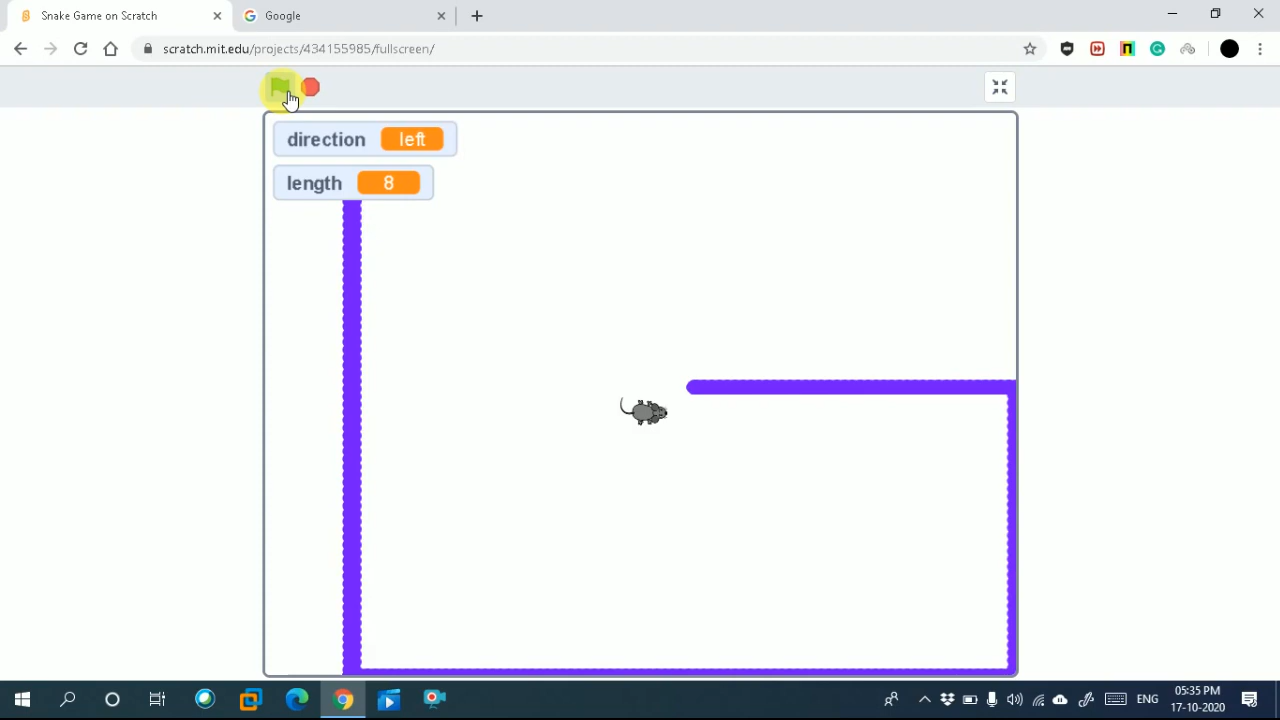 Snake Game on Scratch
Google
scratch.mit.edu/projects/434155985/fullscreen/
direction left
length 8
ENG
05:35 PM
17-10-2020